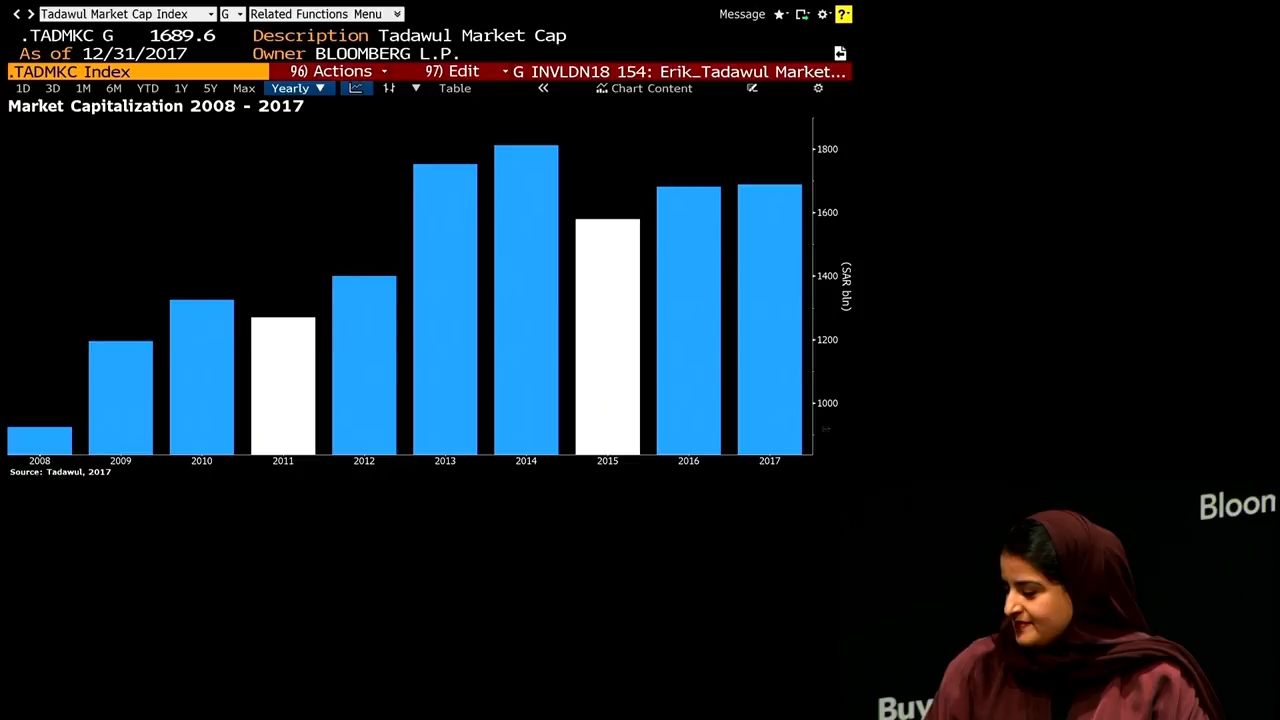 Tadawul Market Cap Index G Related Functions Menu Message
.TADMKC G 1689.6 Description Tadawul Market Cap
As of 12/31/2017 Owner BLOOMBERG L.P.
.TADMKC Index 96) Actions 97) Edit G INVLDN18 154: Erik_Tadawul Market...
1D 3D 1M 6M YTD 1Y 5Y Max Yearly ▼ Table « Chart Content
Market Capitalization 2008 - 2017
1800
1600
1400
(SAR bln)
1200
1000
2008 2009 2010 2011 2012 2013 2014 2015 2016 2017
Source: Tadawul, 2017
Bloom
Buy